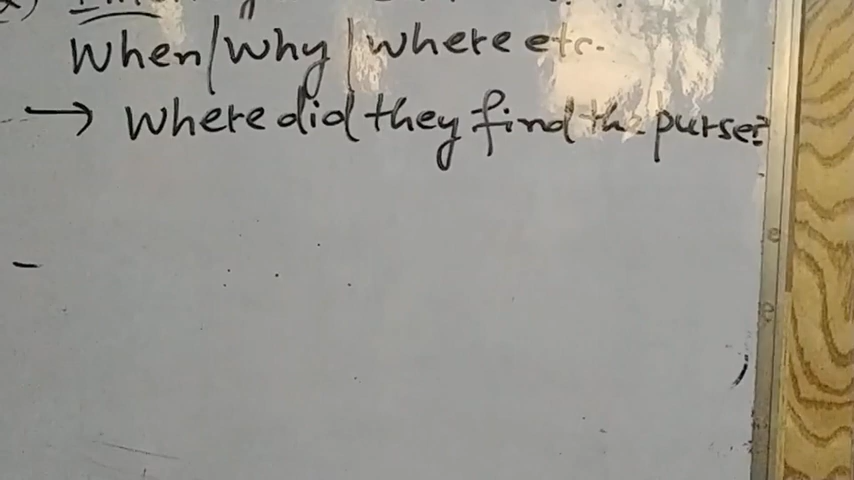 When/Why/where etc.
→ Where did they find the purse?
-